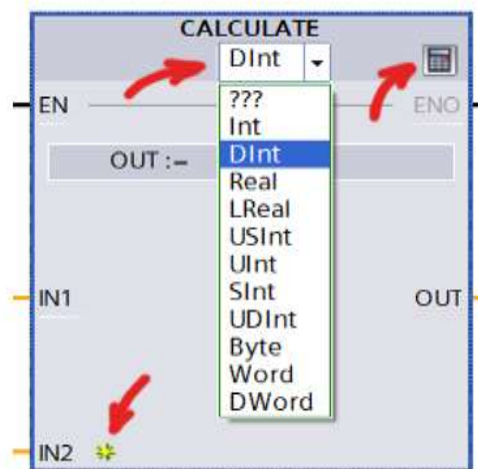 CALCULATE
DInt
EN
ENO
???
Int
OUT :=
DInt
Real
LReal
USInt
UInt
IN1
SInt
OUT
UDInt
Byte
Word
DWord
IN2